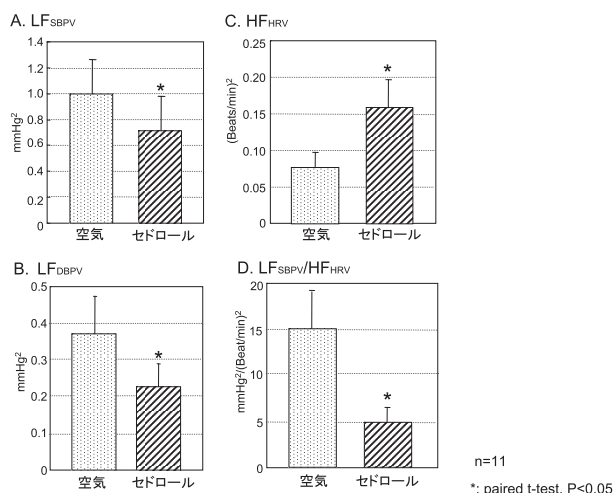 A. LFSBPV
1.4
1.2
1.0
0.8
0.6
0.4
0.2
0
mmHg2
*
空気
セドロール
C. HFHRV
0.25
0.20
0.15
0.10
0.05
0
(Beats/min)2
*
空気
セドロール
B. LFDBPV
0.5
0.4
0.3
0.2
0.1
0
mmHg2
*
空気
セドロール
D. LFSBPV/HFHRV
20
15
10
5
0
mmHg2/(Beat/min)2
*
空気
セドロール
n=11
*: paired t-test, P<0.05